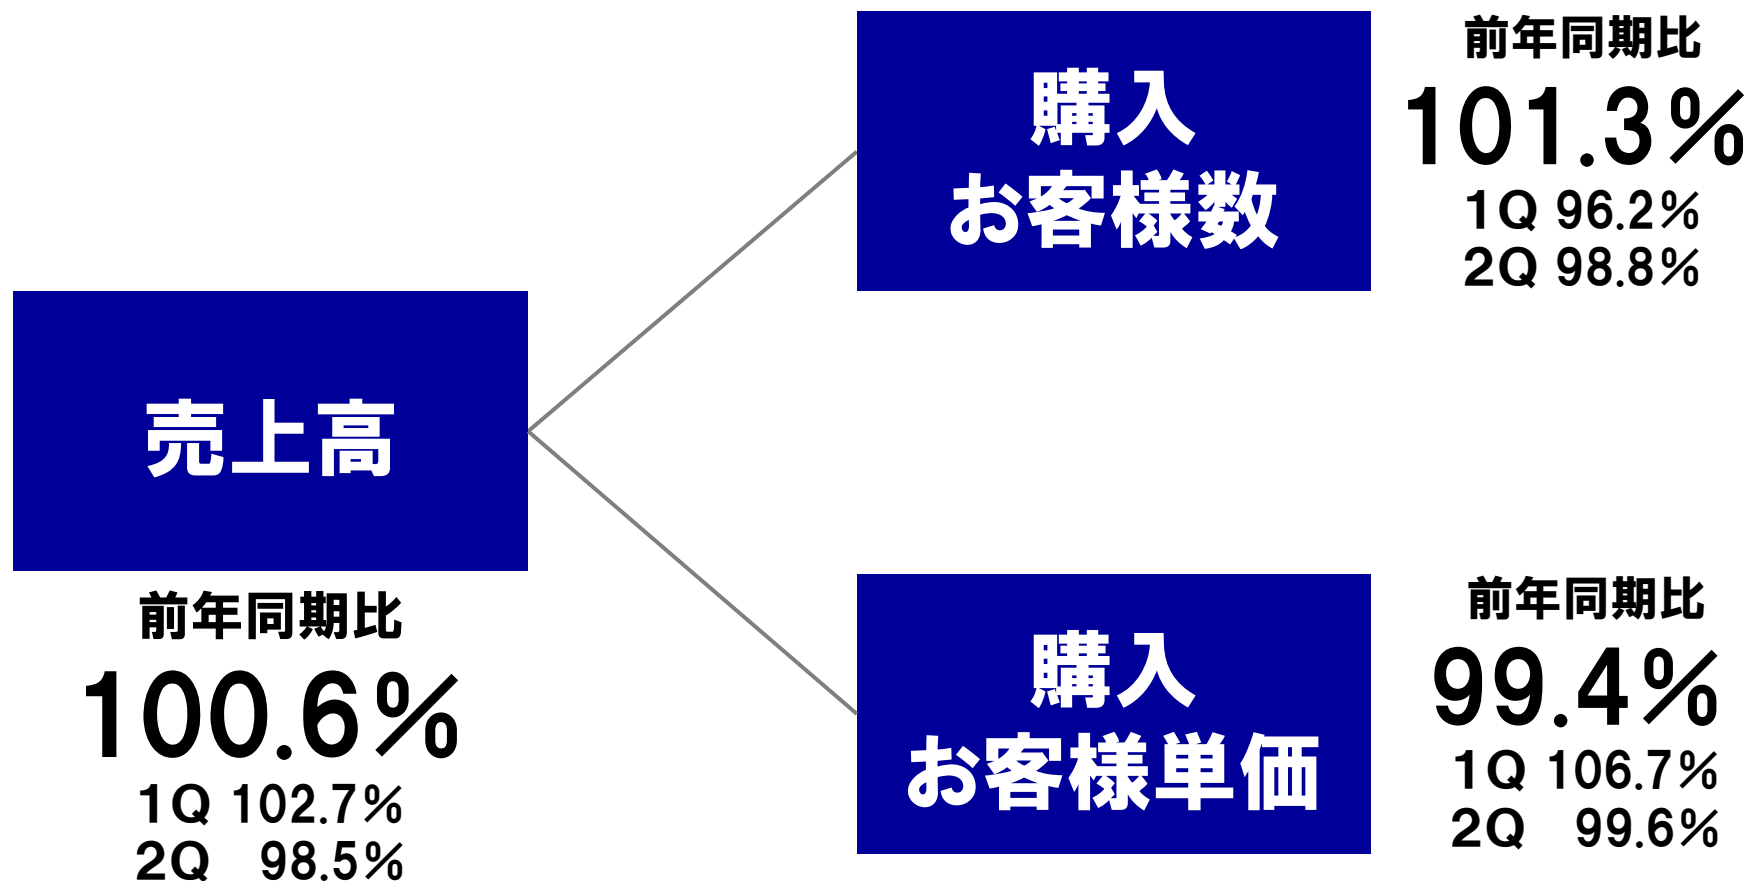 売上高
前年同期比
100.6%
1Q 102.7%
2Q 98.5%
購入
お客様数
前年同期比
101.3%
1Q 96.2%
2Q 98.8%
購入
お客様単価
前年同期比
99.4%
1Q 106.7%
2Q 99.6%